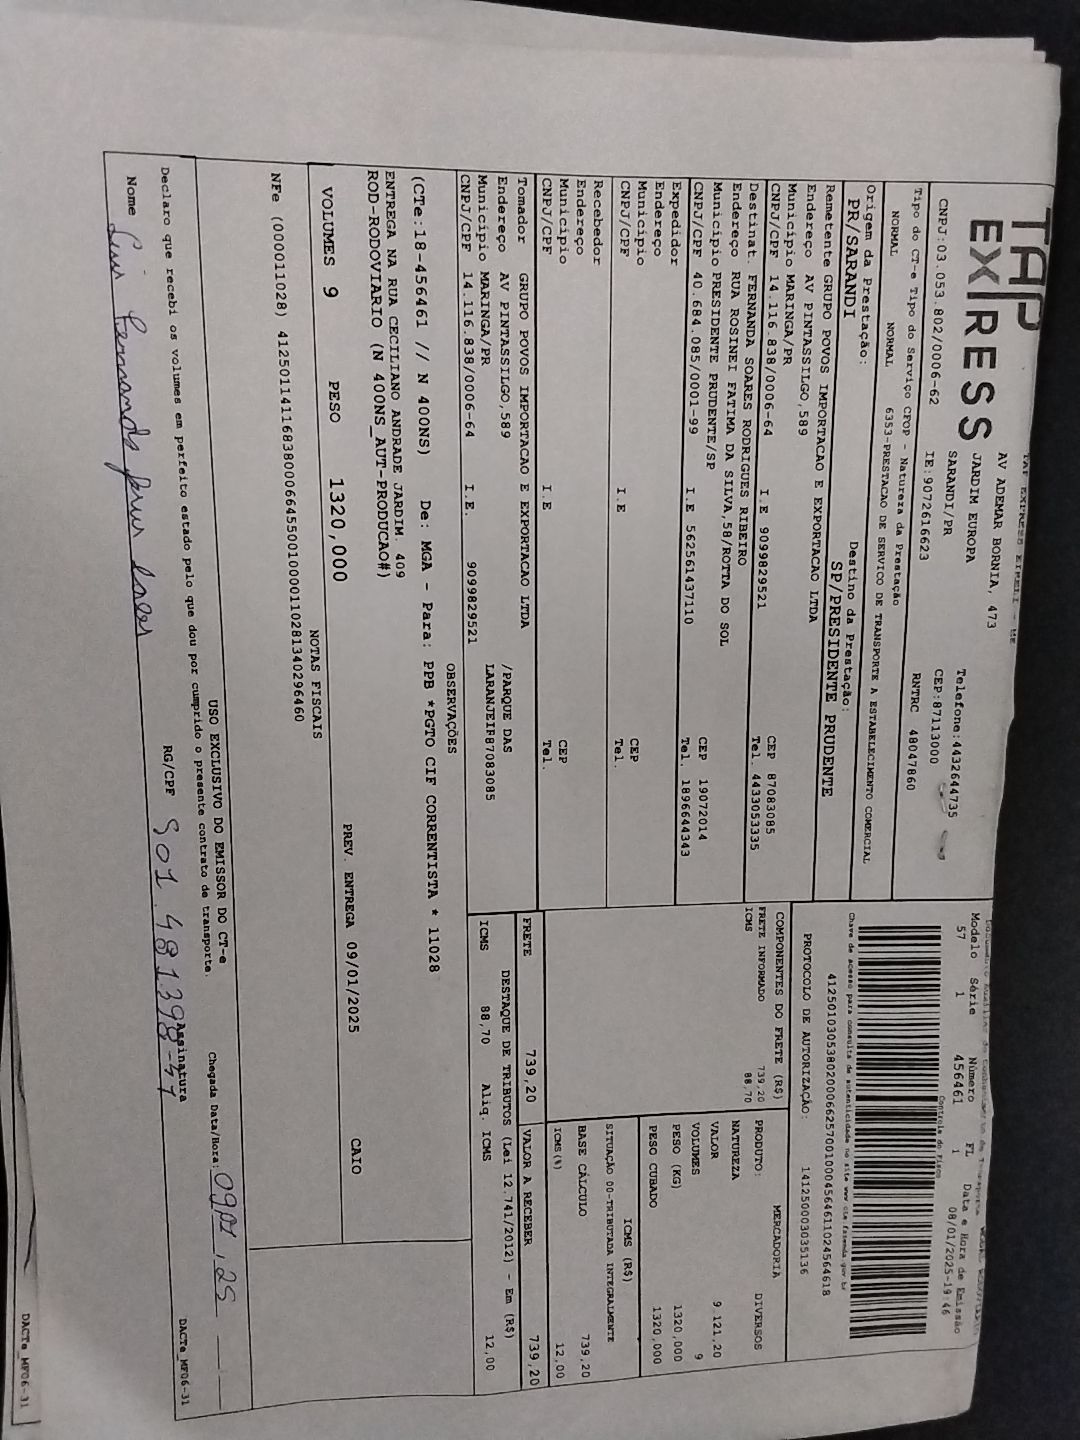 TAP EXPRESS EIRELI - ME
TAP
EXPRESS
AV ADEMAR BORNIA, 473
JARDIM EUROPA
SARANDI/PR
Telefone:4432644735
CEP:87113000
CNPJ:03.053.802/0006-62 IE:9072616623 RNTRC 48047860
Tipo do CT-e Tipo do Serviço CFOP - Natureza da Prestação
NORMAL NORMAL 6353-PRESTACAO DE SERVICO DE TRANSPORTE A ESTABELECIMENTO COMERCIAL
Origem da Prestação: Destino da Prestação:
PR/SARANDI SP/PRESIDENTE PRUDENTE
Remetente GRUPO POVOS IMPORTACAO E EXPORTACAO LTDA
Endereço AV PINTASSILGO,589
Município MARINGA/PR CEP 87083085
CNPJ/CPF 14.116.838/0006-64 I.E 9099829521 Tel. 4433053335
Destinat. FERNANDA SOARES RODRIGUES RIBEIRO
Endereço RUA ROSINEI FATIMA DA SILVA,58/ROTTA DO SOL
Município PRESIDENTE PRUDENTE/SP CEP 19072014
CNPJ/CPF 40.684.085/0001-99 I.E 562561437110 Tel. 1896644343
Expedidor
Endereço
Município CEP
CNPJ/CPF I.E Tel.
Recebedor
Endereço
Município CEP
CNPJ/CPF I.E Tel.
Tomador GRUPO POVOS IMPORTACAO E EXPORTACAO LTDA
Endereço AV PINTASSILGO,589 /PARQUE DAS
Município MARINGA/PR LARANJEIR87083085
CNPJ/CPF 14.116.838/0006-64 I.E. 9099829521
Modelo Série Número FL Data e Hora de Emissão
57 1 456461 1 08/01/2025-19:46
Controle do Fisco
Chave de acesso para consulta de autenticidade no site www.cte.fazenda.gov.br
41250103053802000662570010004564611024564618
PROTOCOLO DE AUTORIZAÇÃO: 141250003035136
COMPONENTES DO FRETE (R$)
FRETE INFORMADO 739,20
ICMS 88,70
MERCADORIA
PRODUTO: DIVERSOS
NATUREZA
VALOR 9.121,20
VOLUMES 9
PESO (KG) 1320,000
PESO CUBADO 1320,000
ICMS (R$)
SITUAÇÃO 00-TRIBUTADA INTEGRALMENTE
BASE CÁLCULO 739,20
ICMS(%) 12,00
FRETE 739,20 VALOR A RECEBER 739,20
DESTAQUE DE TRIBUTOS (Lei 12.741/2012) - Em (R$)
ICMS 88,70 Aliq. ICMS 12,00
OBSERVAÇÕES
(CTe:18-456461 // N 400NS) De: MGA - Para: PPB *PGTO CIF CORRENTISTA * 11028
ENTREGA NA RUA CECILIANO ANDRADE JARDIM. 409
ROD-RODOVIARIO (N 400NS_AUT-PRODUCAO#)
VOLUMES 9 PESO 1320,000 PREV. ENTREGA 09/01/2025 CAIO
NOTAS FISCAIS
NFe (000011028) 41250114116838000664550010000110281340296460
USO EXCLUSIVO DO EMISSOR DO CT-e
Declaro que recebi os volumes em perfeito estado pelo que dou por cumprido o presente contrato de transporte.
Chegada Data/Hora: 09,01,25
Nome RG/CPF 501.481398-47 Assinatura
DACTe_MF06-31
DACTe_MF06-31